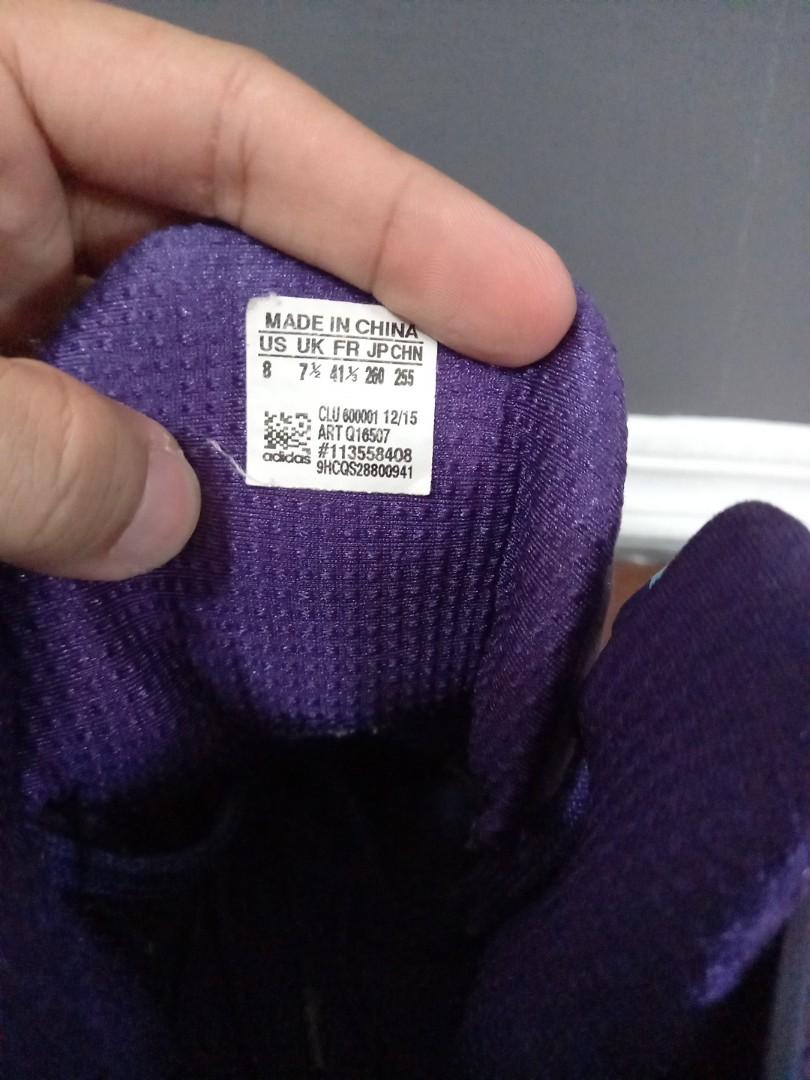 MADE IN CHINA
US UK FR JP CHN
8 7½ 41⅓ 260 255
CLU 600001 12/15
ART Q16507
adidas #113558408
9HCQS28800941